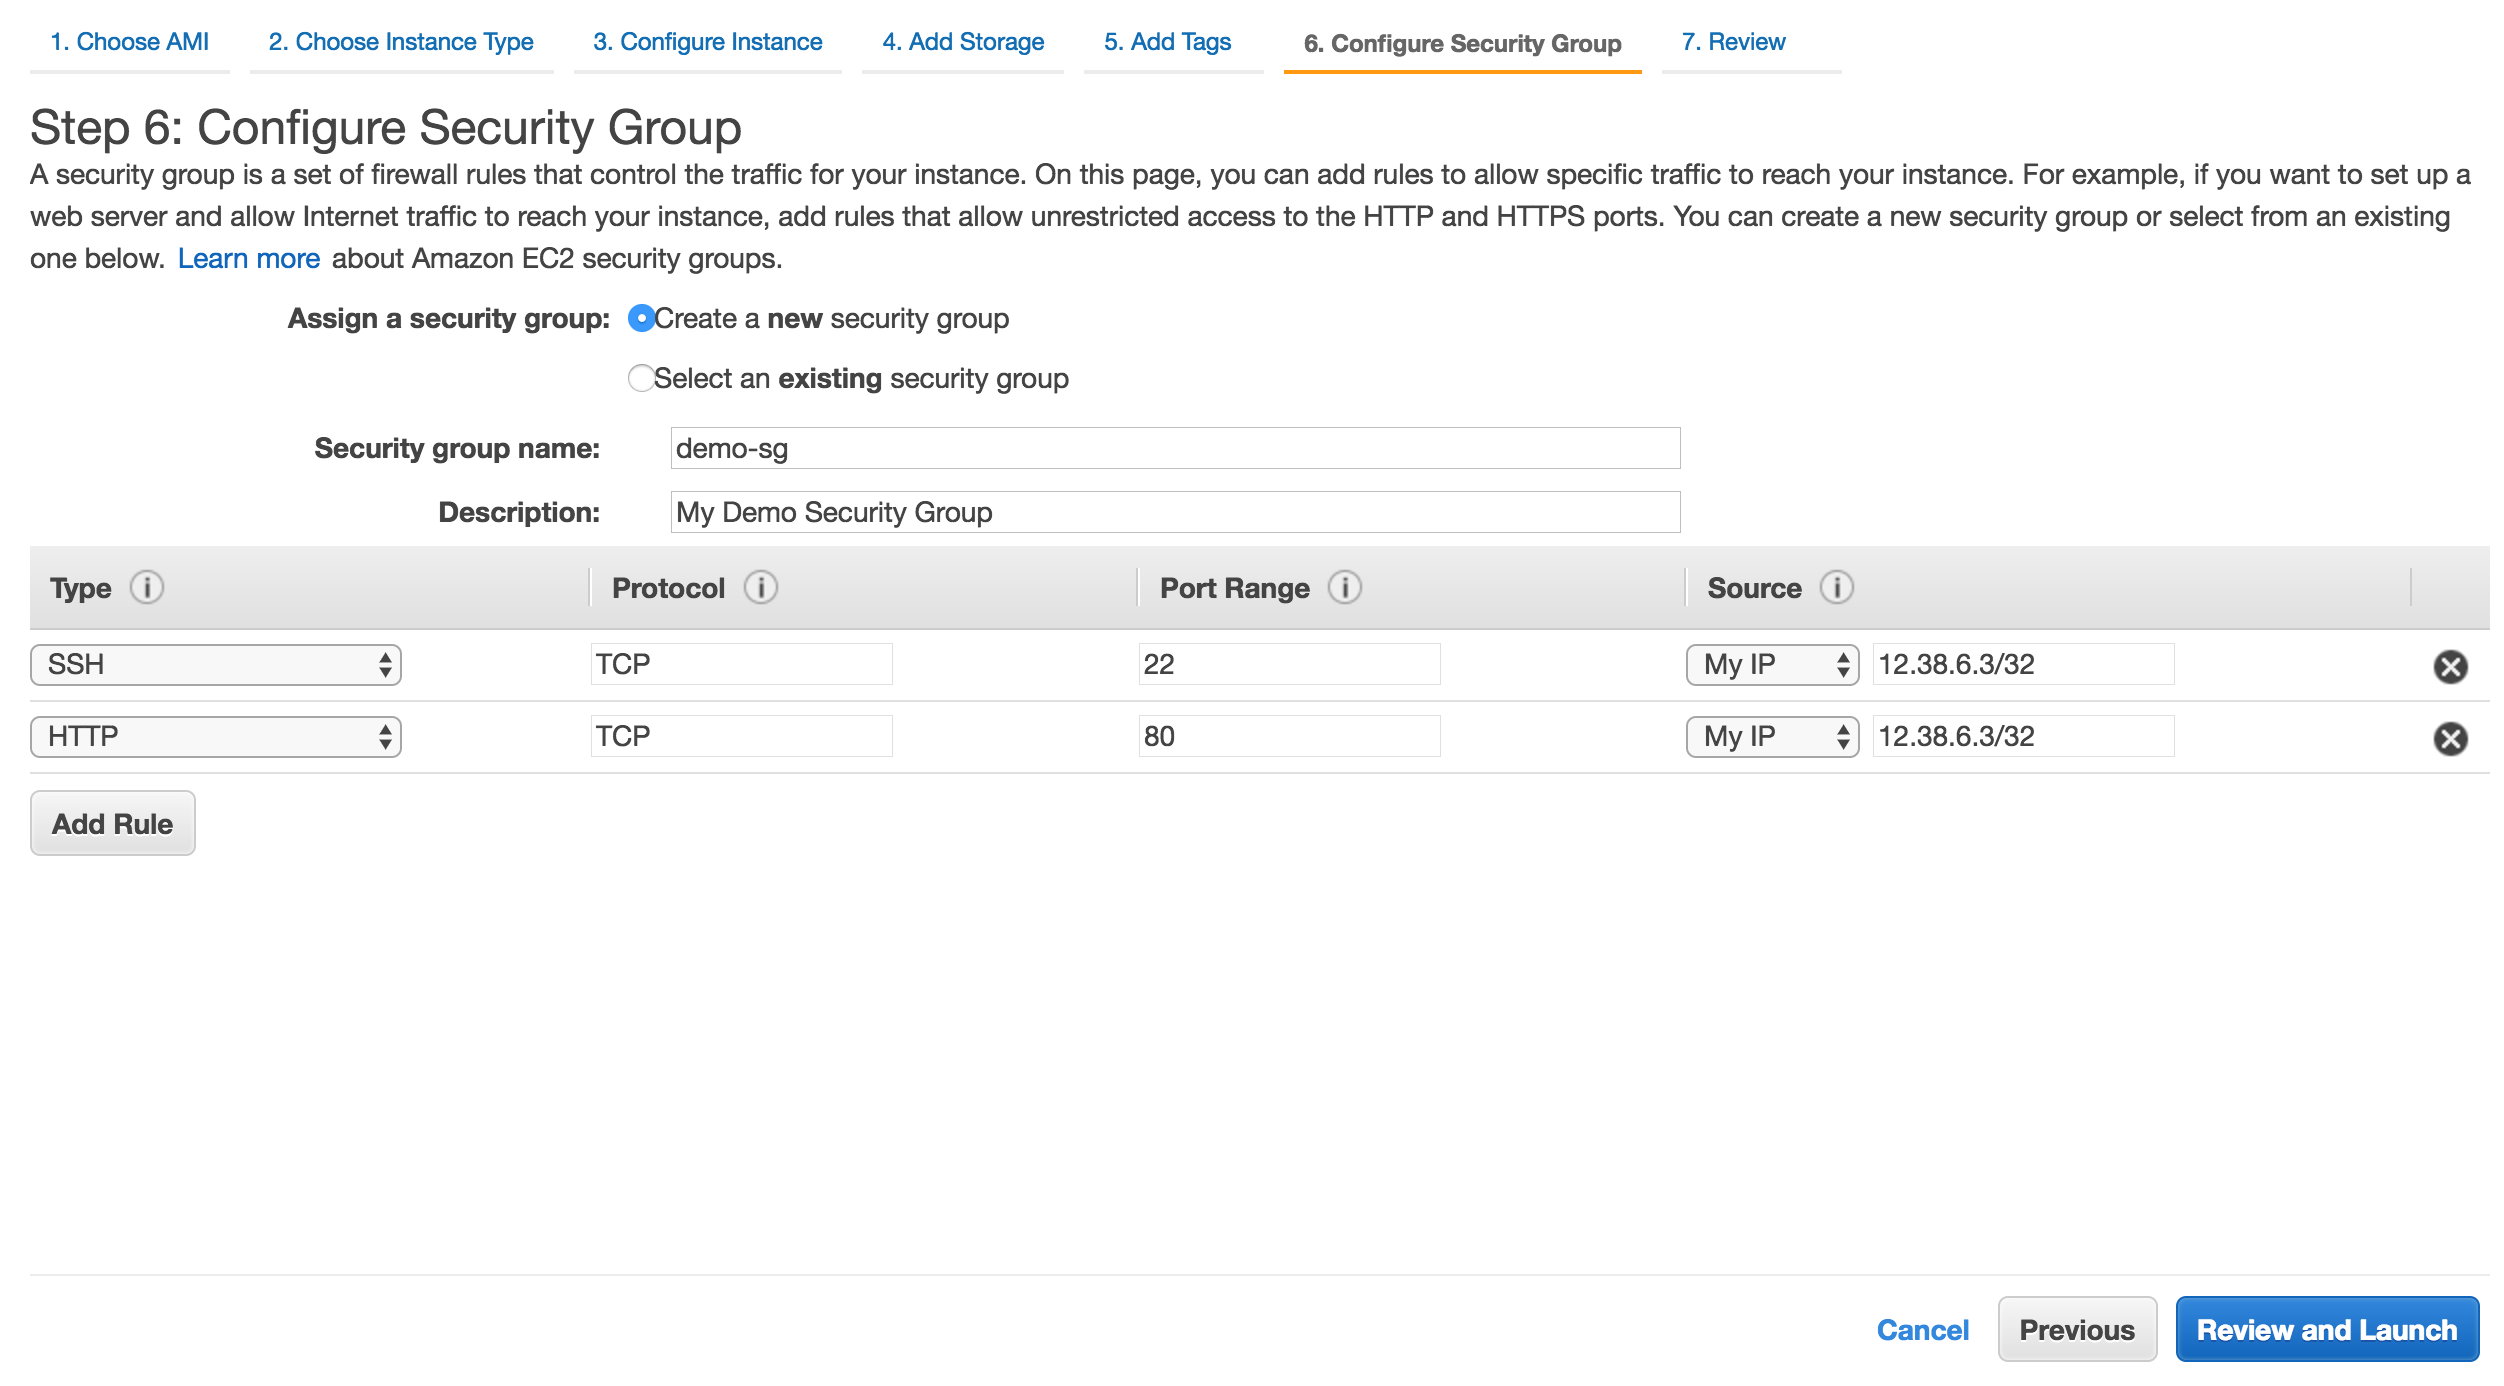 1. Choose AMI 2. Choose Instance Type 3. Configure Instance 4. Add Storage 5. Add Tags 6. Configure Security Group 7. Review
Step 6: Configure Security Group
A security group is a set of firewall rules that control the traffic for your instance. On this page, you can add rules to allow specific traffic to reach your instance. For example, if you want to set up a
web server and allow Internet traffic to reach your instance, add rules that allow unrestricted access to the HTTP and HTTPS ports. You can create a new security group or select from an existing
one below. Learn more about Amazon EC2 security groups.
Assign a security group: Create a new security group
Select an existing security group
Security group name: demo-sg
Description: My Demo Security Group
Type i Protocol i Port Range i Source i
SSH TCP 22 My IP 12.38.6.3/32
HTTP TCP 80 My IP 12.38.6.3/32
Add Rule
Cancel Previous Review and Launch